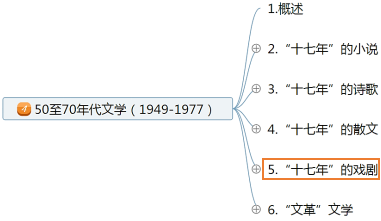 1.概述
2.“十七年”的小说
3.“十七年”的诗歌
50至70年代文学（1949-1977）
4.“十七年”的散文
5.“十七年”的戏剧
6.“文革”文学